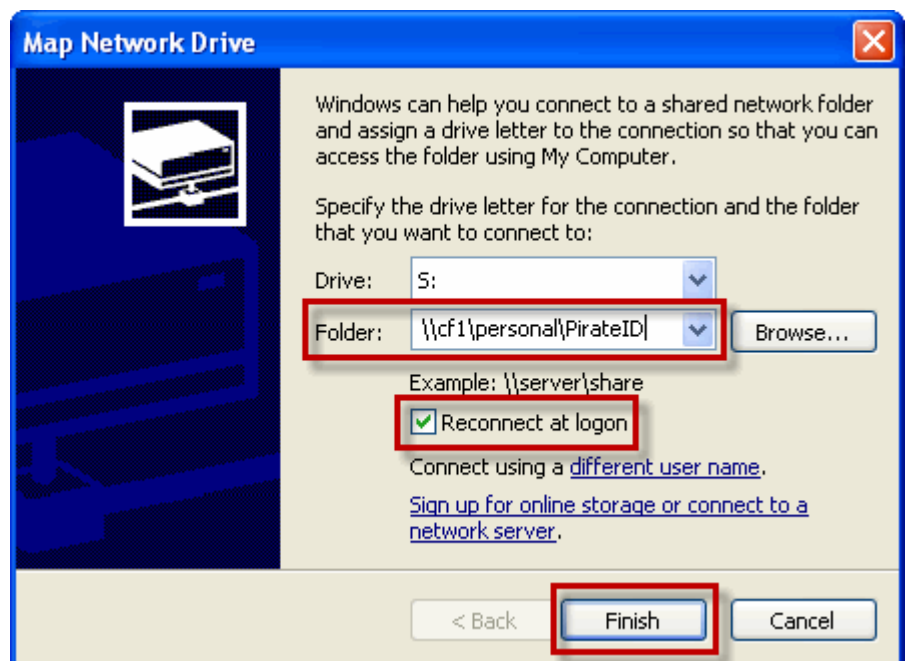 Map Network Drive
Windows can help you connect to a shared network folder
and assign a drive letter to the connection so that you can
access the folder using My Computer.
Specify the drive letter for the connection and the folder
that you want to connect to:
Drive: S:
Folder: \\cf1\personal\PirateID Browse...
Example: \\server\share
Reconnect at logon
Connect using a different user name.
Sign up for online storage or connect to a
network server.
< Back Finish Cancel